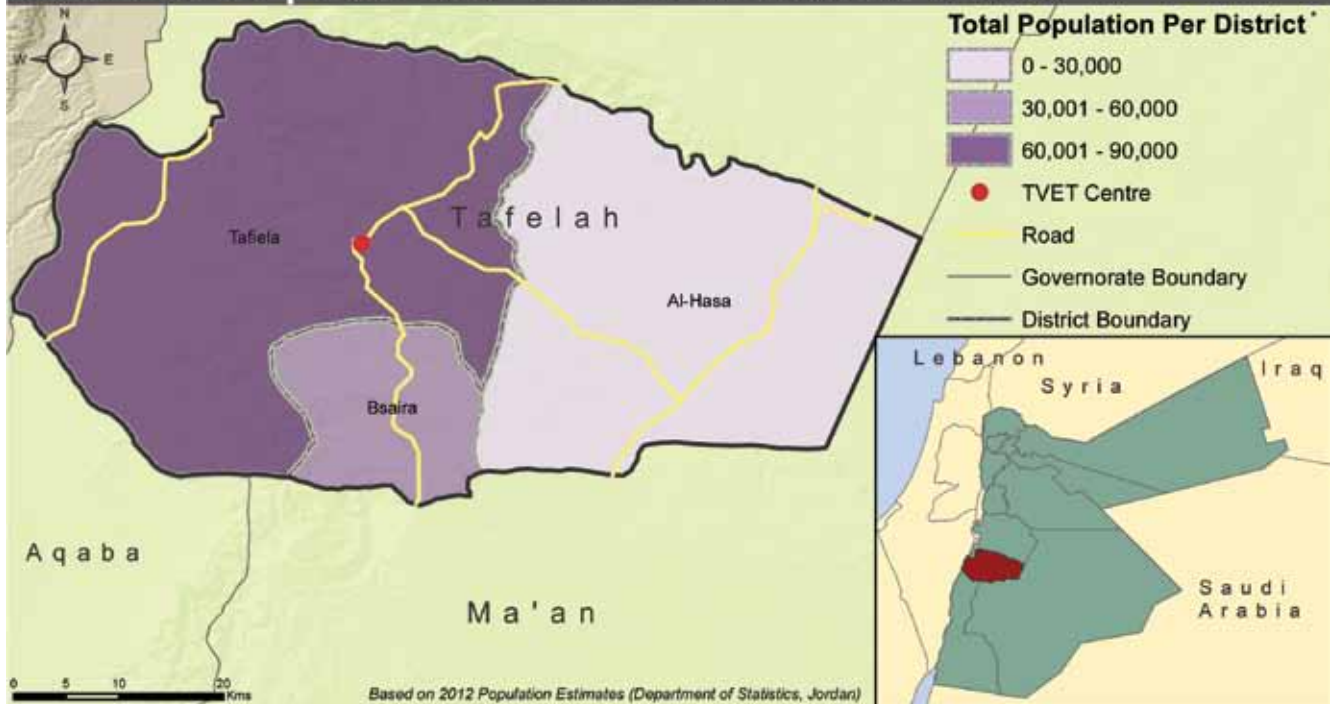 N
W E
S
Total Population Per District *
0 - 30,000
30,001 - 60,000
60,001 - 90,000
TVET Centre
Road
Governorate Boundary
District Boundary
Tafelah
Tafiela
Al-Hasa
Bsaira
Aqaba
Ma'an
Lebanon
Syria
Iraq
Saudi
Arabia
0 5 10 20
Kms
Based on 2012 Population Estimates (Department of Statistics, Jordan)